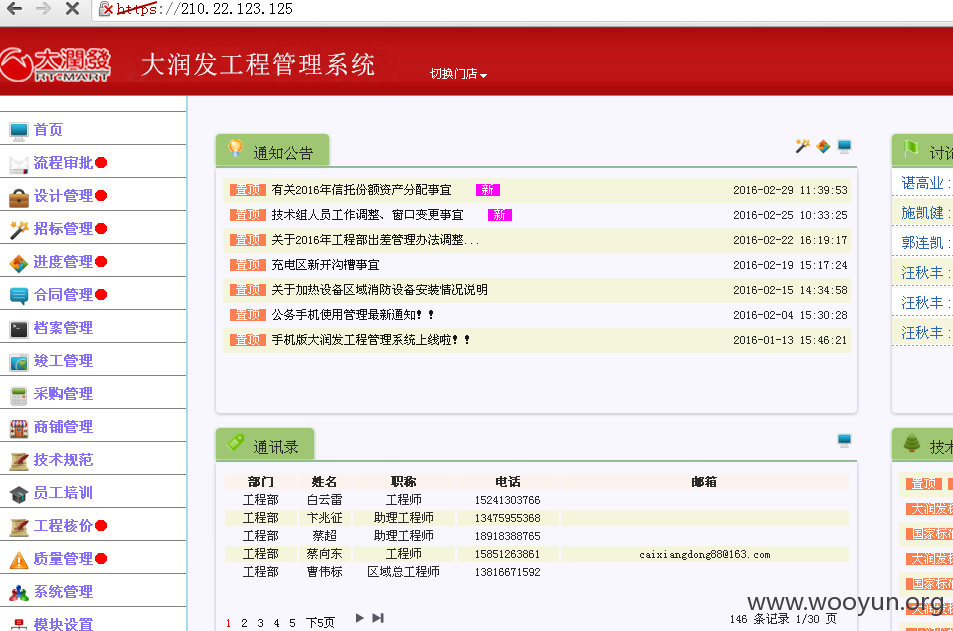 https://210.22.123.125
大潤發
RT-MART
大润发工程管理系统
切换门店
首页
流程审批
设计管理
招标管理
进度管理
合同管理
档案管理
竣工管理
采购管理
商铺管理
技术规范
员工培训
工程核价
质量管理
系统管理
模块设置
通知公告
置顶 有关2016年信托份额资产分配事宜 新 2016-02-29 11:39:53
置顶 技术组人员工作调整、窗口变更事宜 新 2016-02-25 10:33:25
置顶 关于2016年工程部出差管理办法调整... 2016-02-22 16:19:17
置顶 充电区新开沟槽事宜 2016-02-19 15:17:24
置顶 关于加热设备区域消防设备安装情况说明 2016-02-15 14:34:58
置顶 公务手机使用管理最新通知！！ 2016-02-04 15:30:28
置顶 手机版大润发工程管理系统上线啦！！ 2016-01-13 15:46:21
通讯录
部门 姓名 职称 电话 邮箱
工程部 白云雷 工程师 15241303766
工程部 卞兆征 助理工程师 13475955368
工程部 蔡超 助理工程师 18918388765
工程部 蔡向东 工程师 15851263861 caixiangdong88@163.com
工程部 曹伟标 区域总工程师 13816671592
1 2 3 4 5 下5页
146 条记录 1/30 页
讨论
谌高业：
施凯健：
郭连凯：
汪秋丰：
汪秋丰：
汪秋丰：
技术
置顶
大润发
国家标准
大润发
国家标准
www.wooyun.org